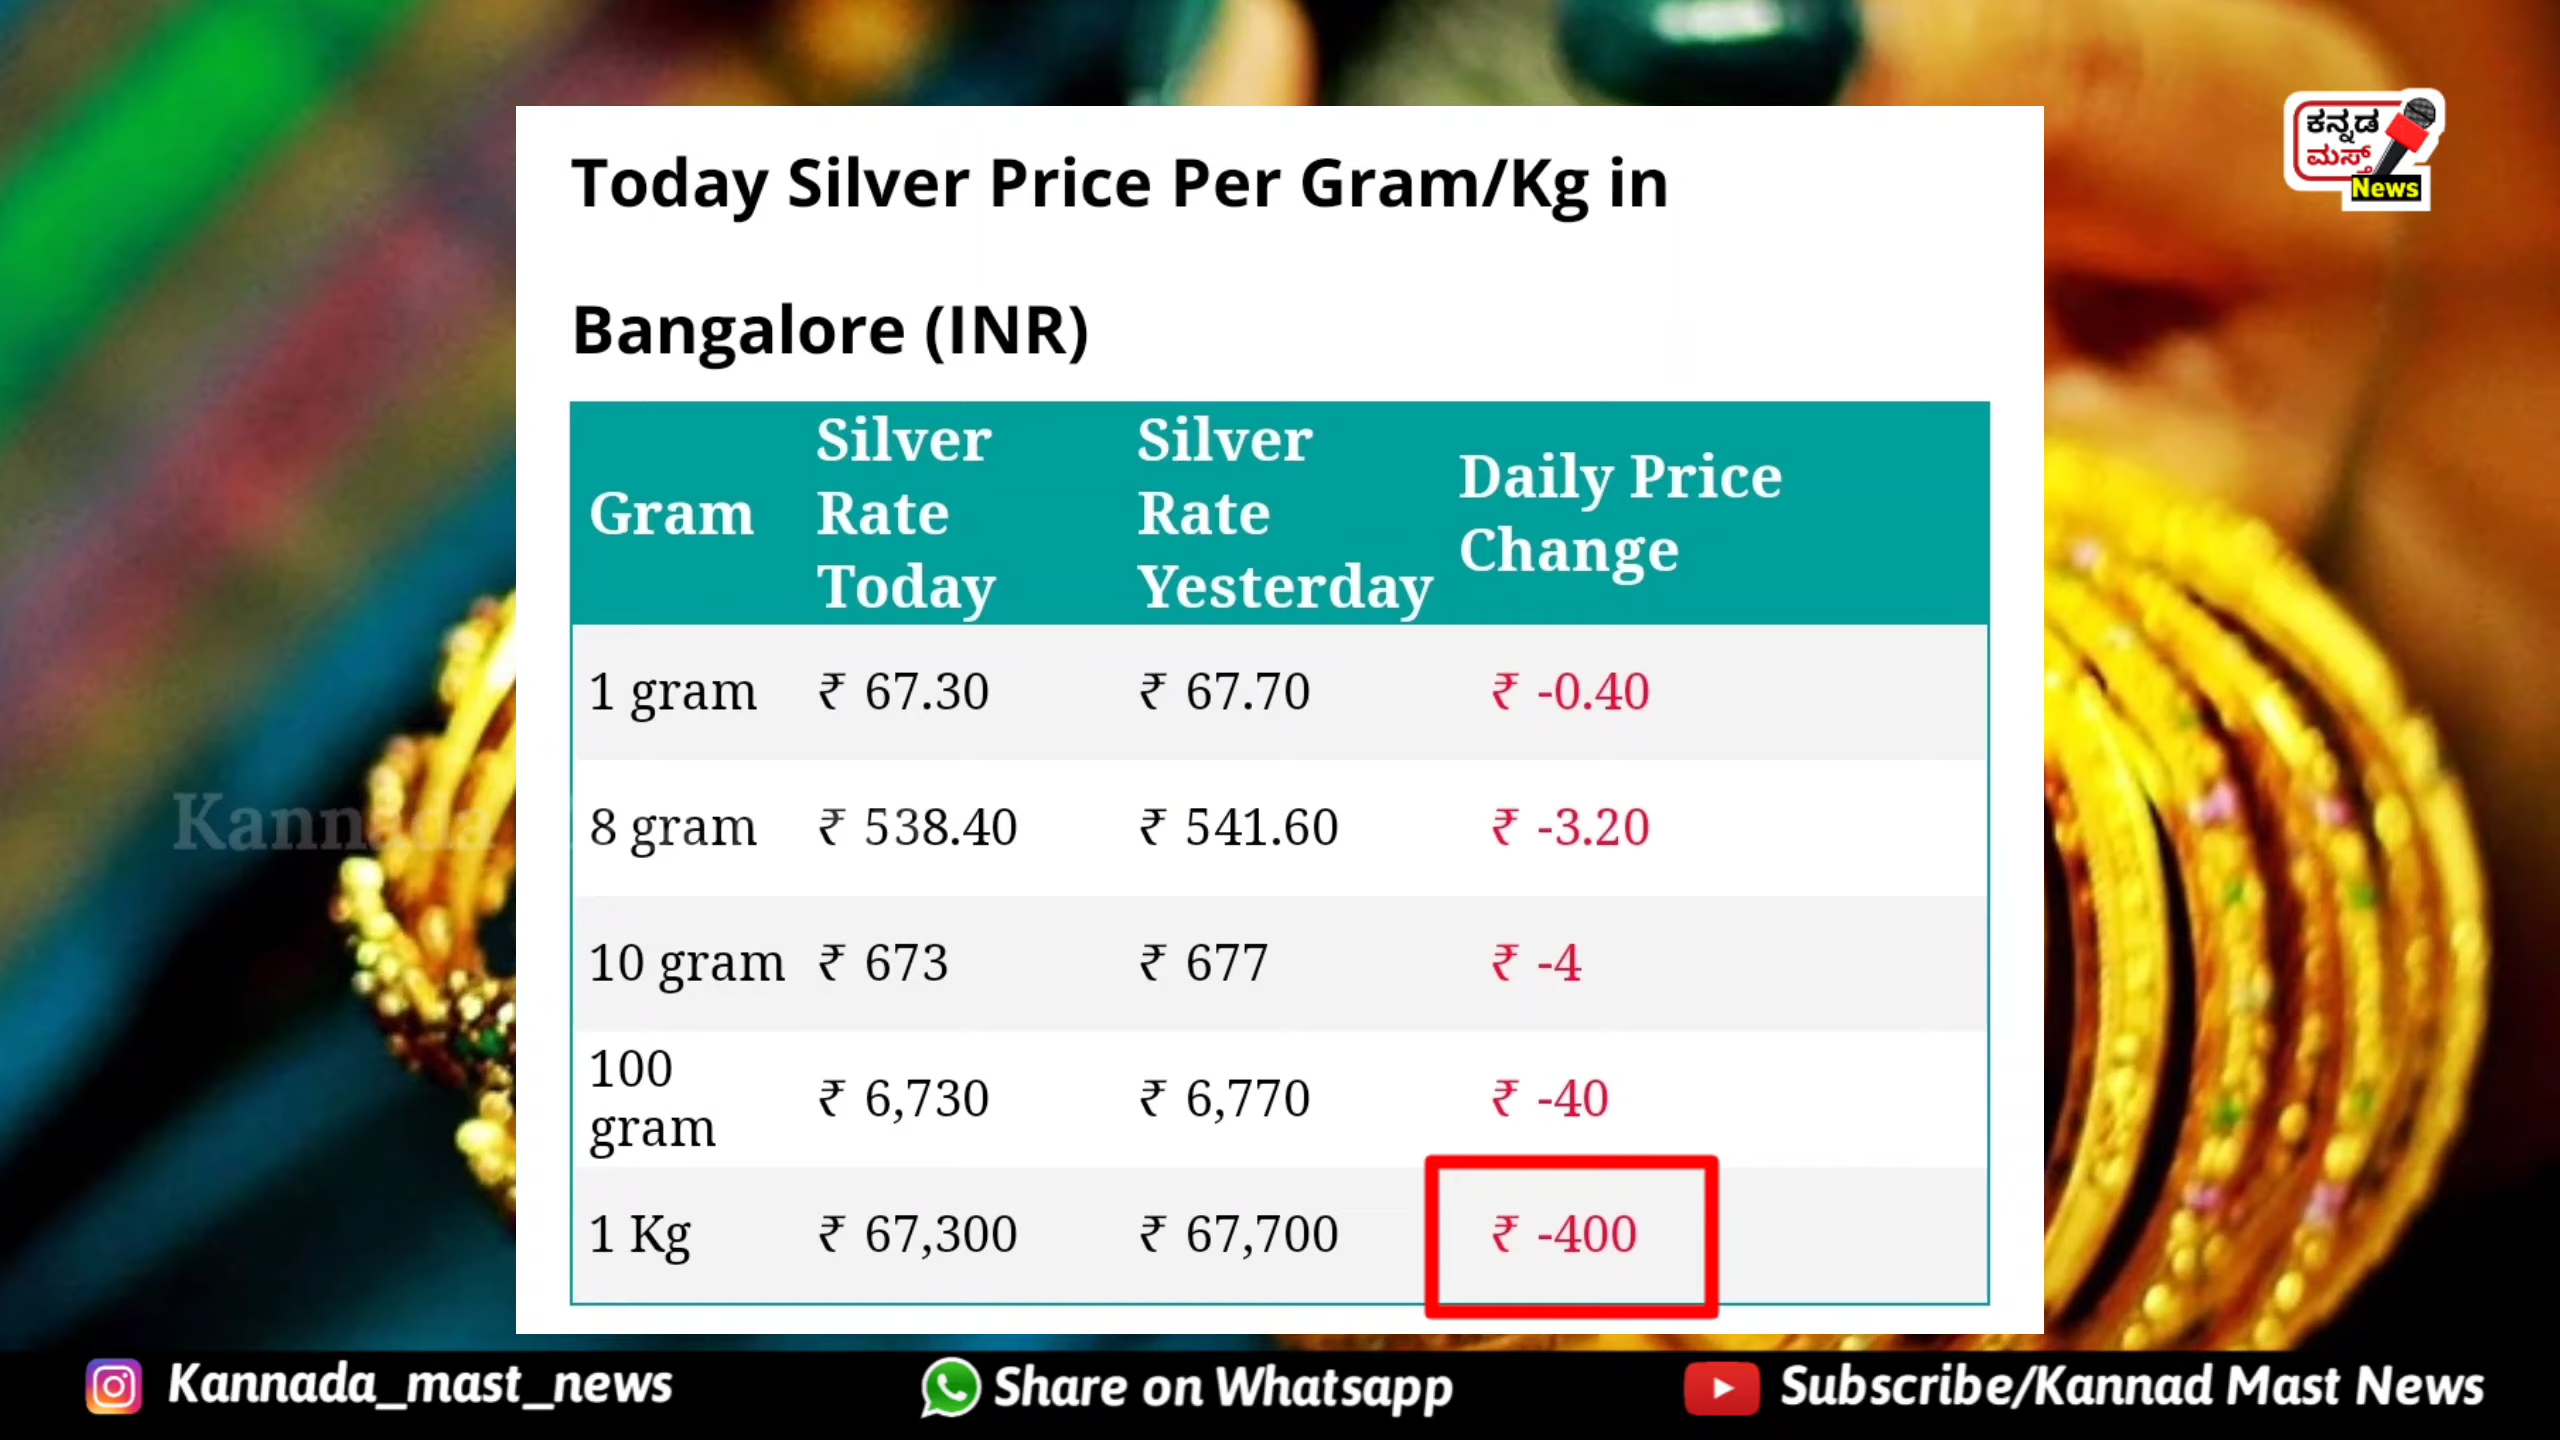 ಕನ್ನಡ
ಮಸ್ತ್
News
Today Silver Price Per Gram/Kg in
Bangalore (INR)
Gram Silver Rate Today Silver Rate Yesterday Daily Price Change
1 gram ₹ 67.30 ₹ 67.70 ₹ -0.40
8 gram ₹ 538.40 ₹ 541.60 ₹ -3.20
10 gram ₹ 673 ₹ 677 ₹ -4
100 gram ₹ 6,730 ₹ 6,770 ₹ -40
1 Kg ₹ 67,300 ₹ 67,700 ₹ -400
Kannada
Kannada_mast_news Share on Whatsapp Subscribe/Kannad Mast News